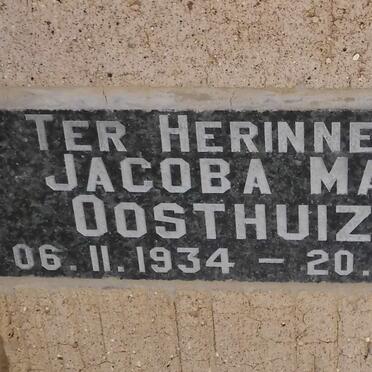 TER HERINNE
JACOBA MA
OOSTHUIZ
06.11.1934 – 20.